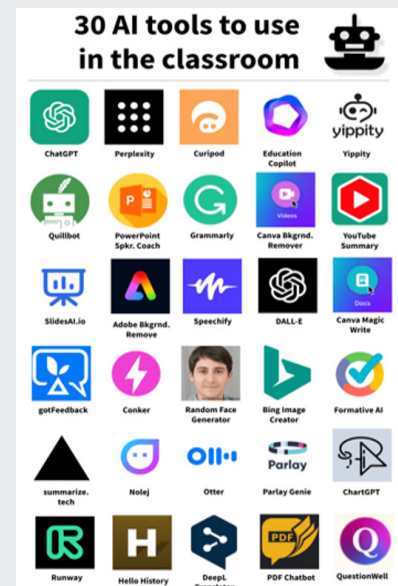 30 AI tools to use
in the classroom
ChatGPT
Perplexity
Curipod
Education
Copilot
yippity
Yippity
Quillbot
P
PowerPoint
Spkr. Coach
Grammarly
Videos
Canva Bkgrnd.
Remover
YouTube
Summary
SlidesAI.io
Adobe Bkgrnd.
Remove
Speechify
DALL-E
Docs
Canva Magic
Write
gotFeedback
Conker
Random Face
Generator
Bing Image
Creator
Formative AI
summarize.
tech
Nolej
Otter
Parlay
Parlay Genie
ChartGPT
Runway
H
Hello History
DeepL
PDF
PDF Chatbot
Q
QuestionWell